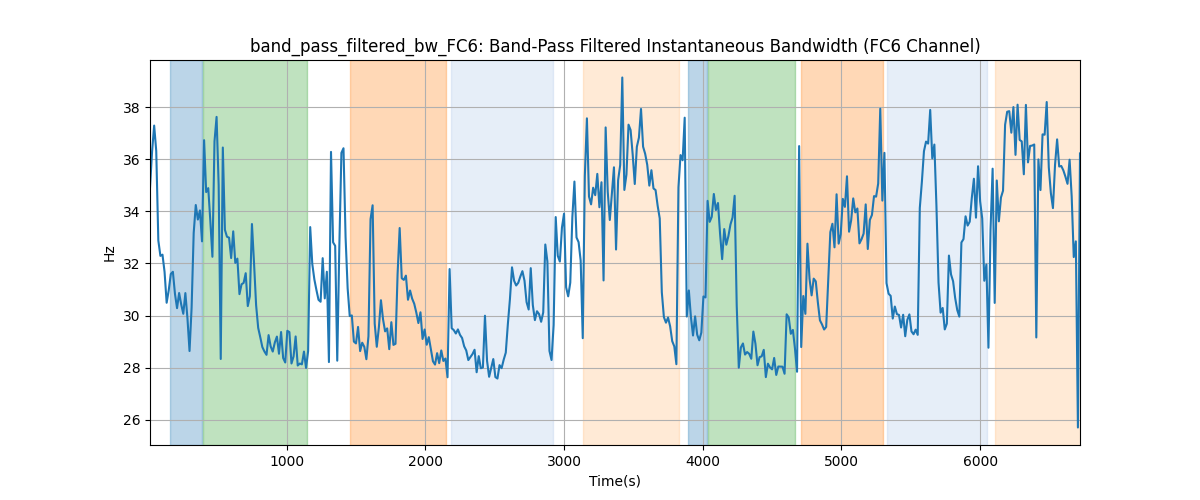 band_pass_filtered_bw_FC6: Band-Pass Filtered Instantaneous Bandwidth (FC6 Channel)
38
36
34
32
30
28
26
Hz
1000 2000 3000 4000 5000 6000
Time(s)